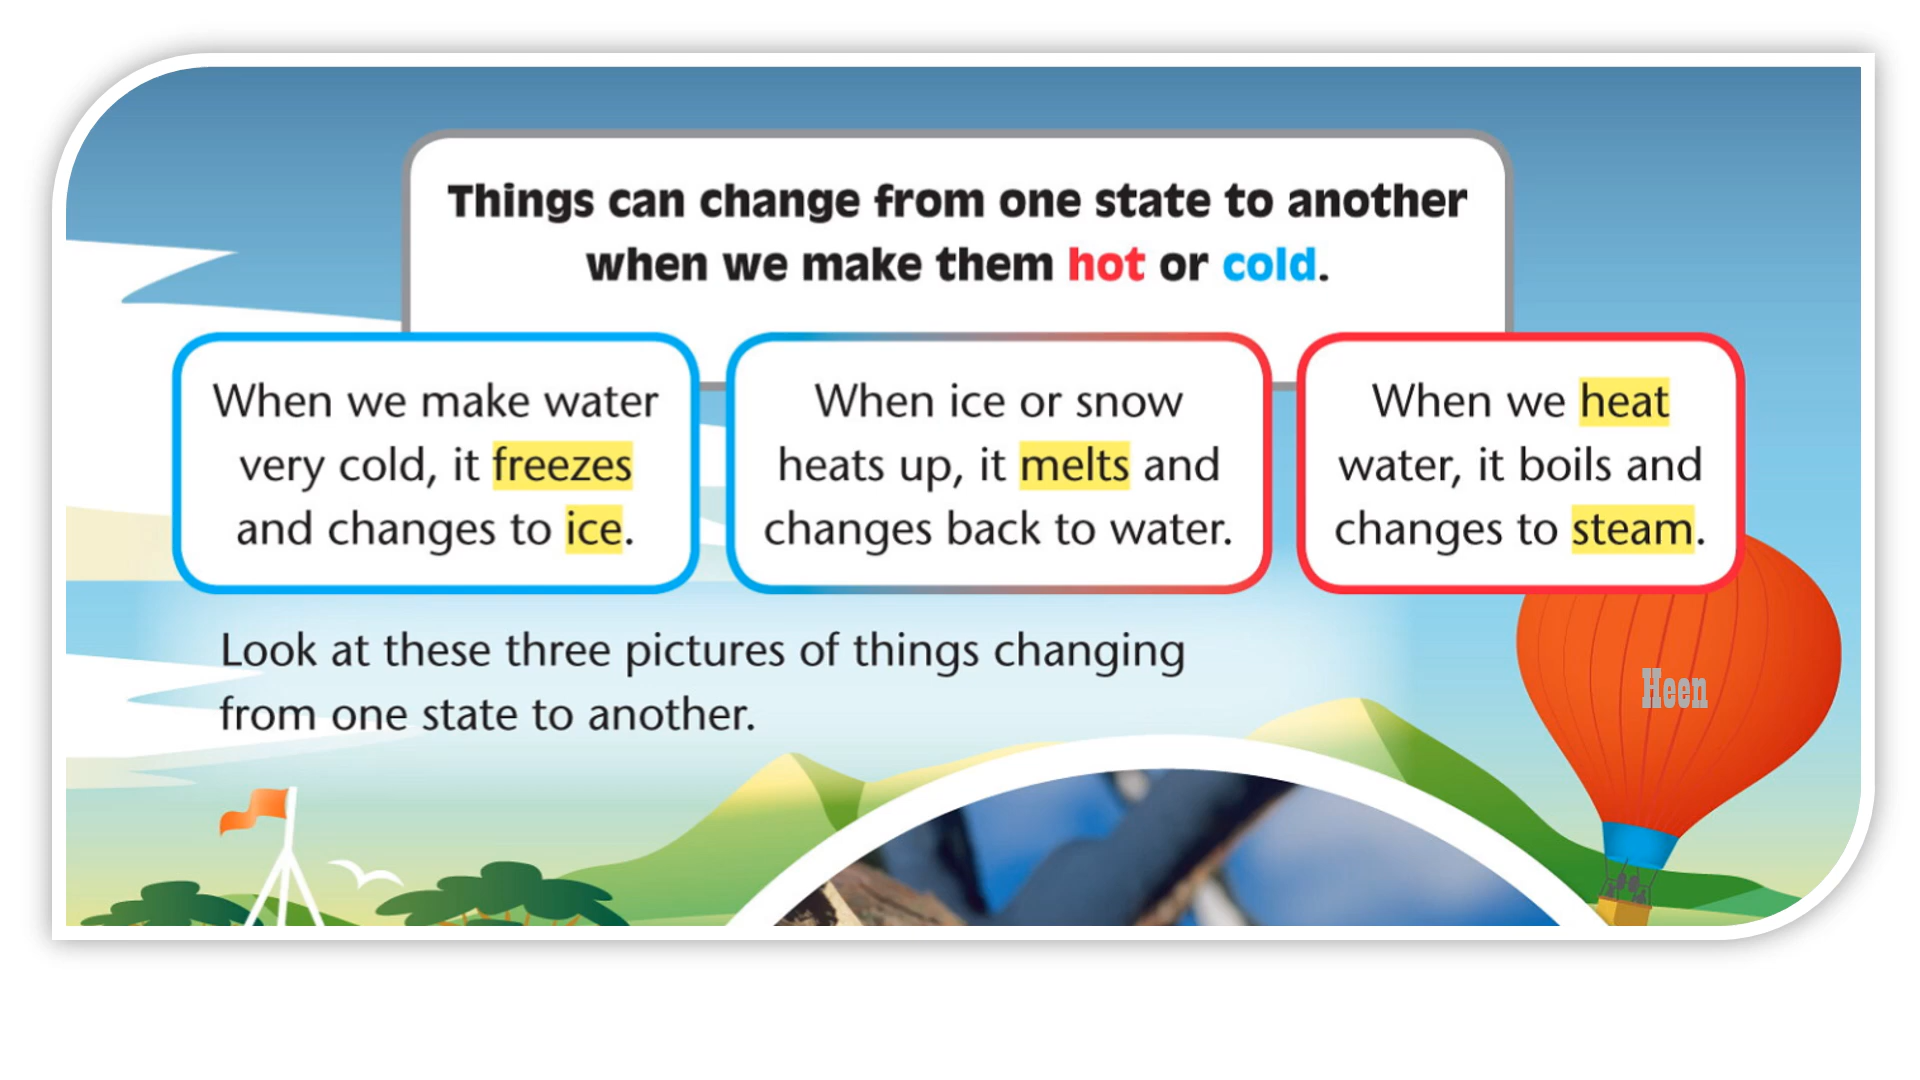 Things can change from one state to another
when we make them hot or cold.
When we make water
very cold, it freezes
and changes to ice.
When ice or snow
heats up, it melts and
changes back to water.
When we heat
water, it boils and
changes to steam.
Look at these three pictures of things changing
from one state to another.
Heen